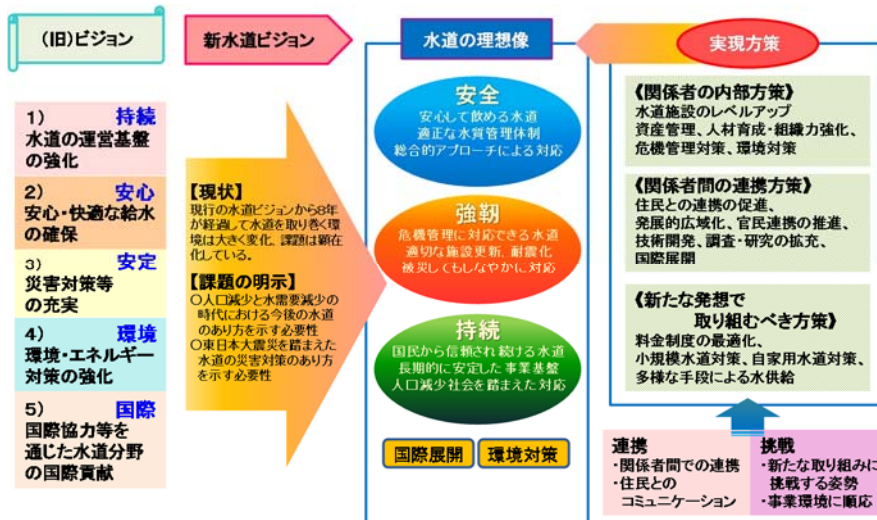 (旧)ビジョン
1) 持続
水道の運営基盤
の強化
2) 安心
安心・快適な給水
の確保
3) 安定
災害対策等
の充実
4) 環境
環境・エネルギー
対策の強化
5) 国際
国際協力等を
通じた水道分野
の国際貢献
新水道ビジョン
【現状】
現行の水道ビジョンから8年
が経過して水道を取り巻く環
境は大きく変化、課題は顕在
化している。
【課題の明示】
○人口減少と水需要減少の
時代における今後の水道
のあり方を示す必要性
○東日本大震災を踏まえた
水道の災害対策のあり方
を示す必要性
水道の理想像
安全
安心して飲める水道
適正な水質管理体制
総合的アプローチによる対応
強靭
危機管理に対応できる水道
適切な施設更新、耐震化
被災してもしなやかに対応
持続
国民から信頼され続ける水道
長期的に安定した事業基盤
人口減少社会を踏まえた対応
国際展開 環境対策
実現方策
《関係者の内部方策》
水道施設のレベルアップ
資産管理、人材育成・組織力強化、
危機管理対策、環境対策
《関係者間の連携方策》
住民との連携の促進、
発展的広域化、官民連携の推進、
技術開発、調査・研究の拡充、
国際展開
《新たな発想で
取り組むべき方策》
料金制度の最適化、
小規模水道対策、自家用水道対策、
多様な手段による水供給
連携
・関係者間での連携
・住民との
コミュニケーション
挑戦
・新たな取り組みに
挑戦する姿勢
・事業環境に順応